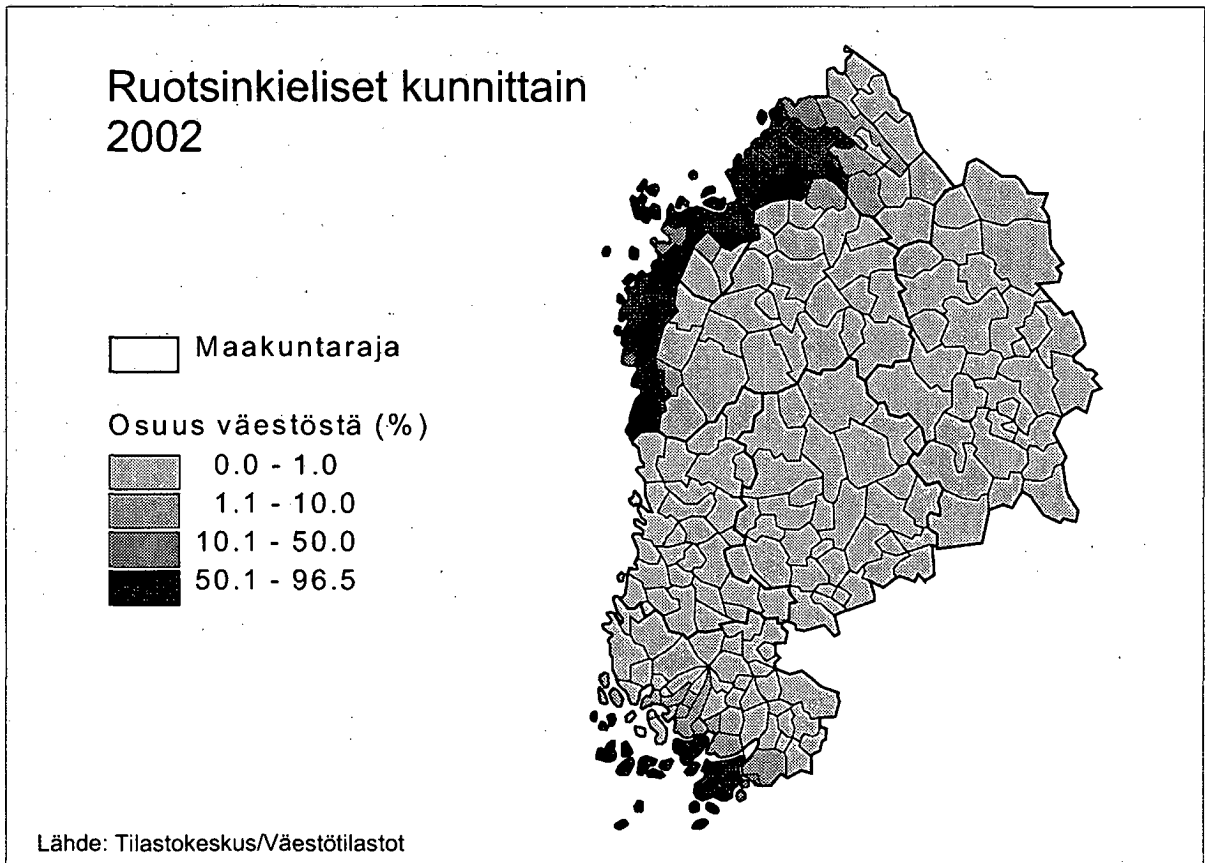 Ruotsinkieliset kunnittain
2002
Maakuntaraja
Osuus väestöstä (%)
0.0 - 1.0
1.1 - 10.0
10.1 - 50.0
50.1 - 96.5
Lähde: Tilastokeskus/Väestötilastot